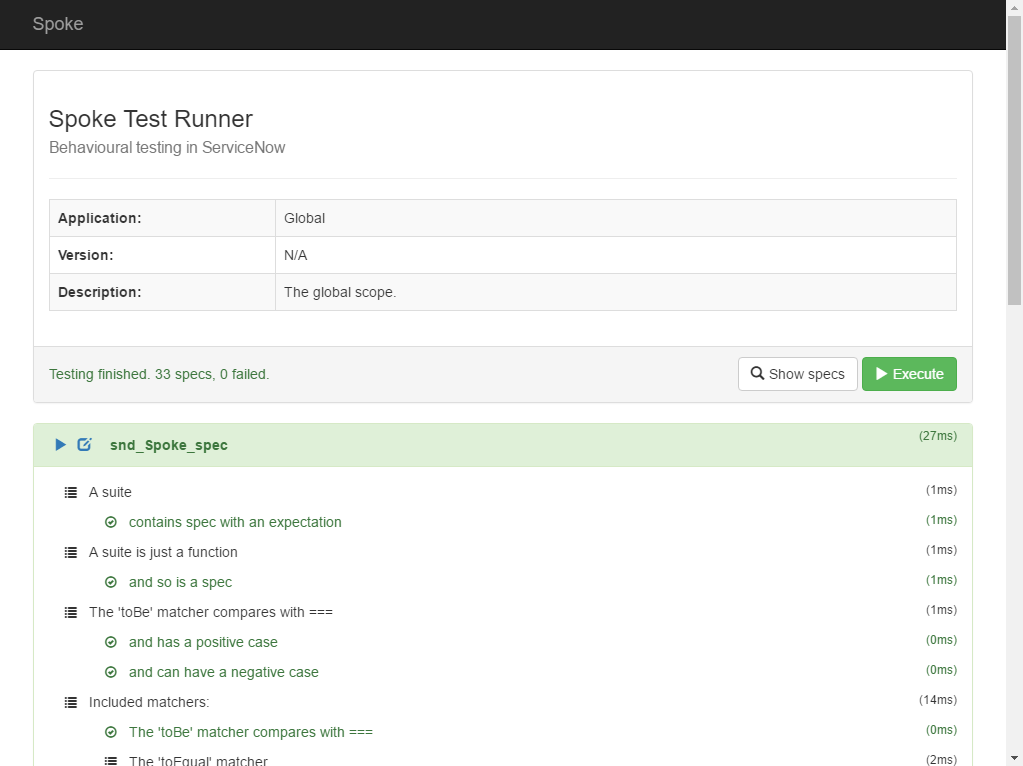 Spoke
Spoke Test Runner
Behavioural testing in ServiceNow
Application: Global
Version: N/A
Description: The global scope.
Testing finished. 33 specs, 0 failed. Show specs Execute
snd_Spoke_spec (27ms)
A suite (1ms)
contains spec with an expectation (1ms)
A suite is just a function (1ms)
and so is a spec (1ms)
The 'toBe' matcher compares with === (1ms)
and has a positive case (0ms)
and can have a negative case (0ms)
Included matchers: (14ms)
The 'toBe' matcher compares with === (0ms)
The 'toEqual' matcher (2ms)